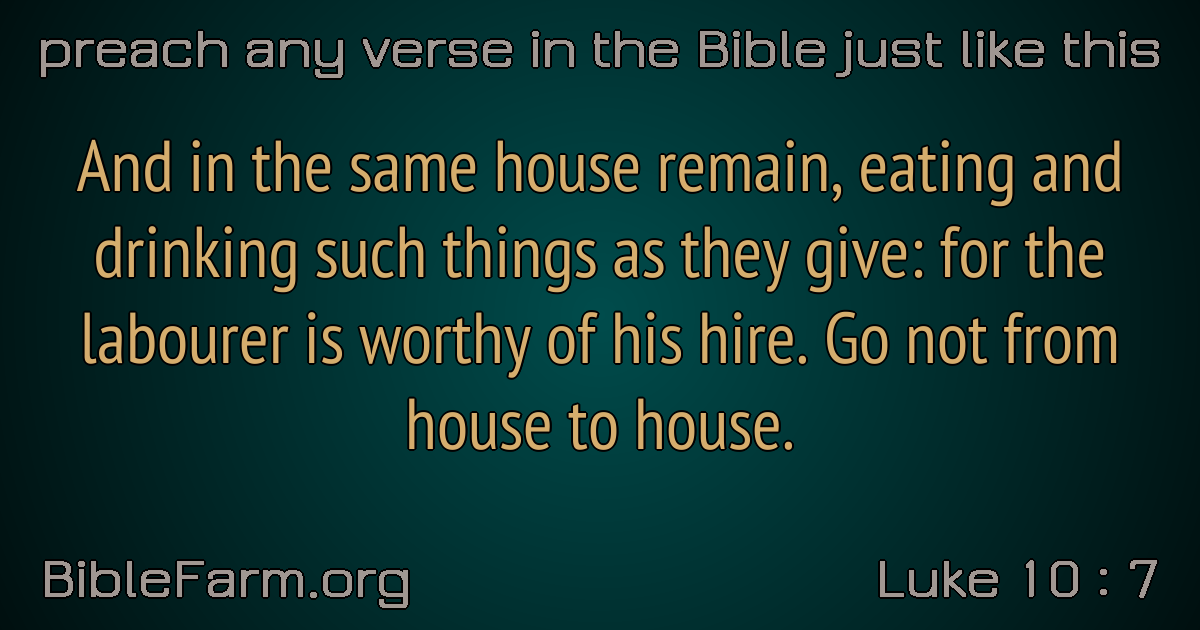 preach any verse in the Bible just like this
And in the same house remain, eating and
drinking such things as they give: for the
labourer is worthy of his hire. Go not from
house to house.
BibleFarm.org
Luke 10 : 7